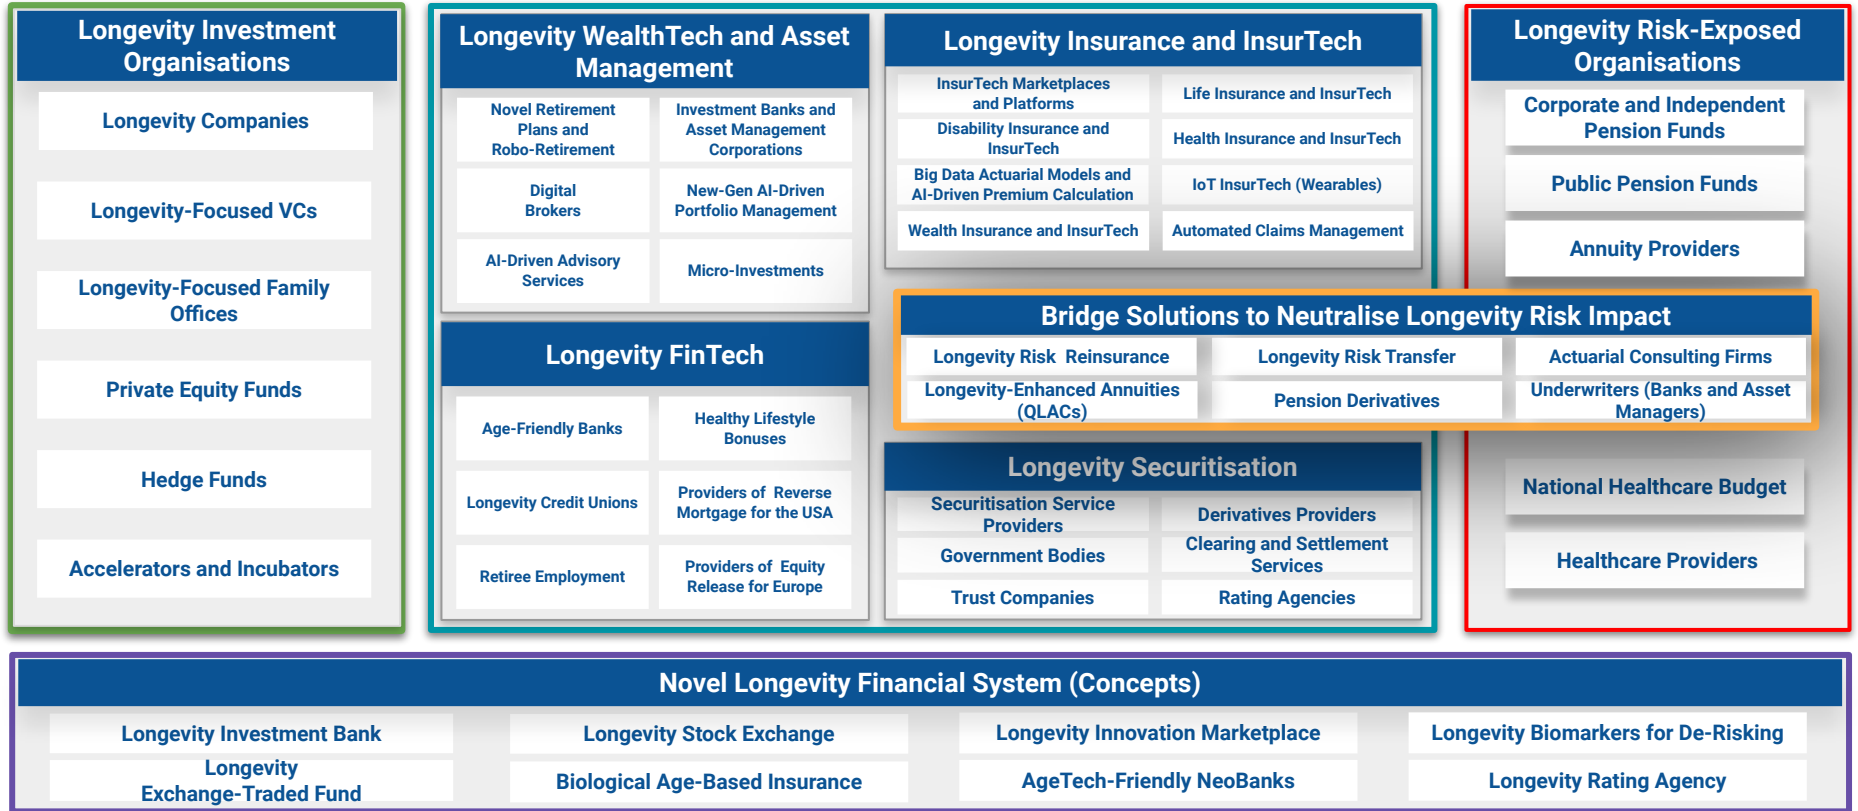 Longevity Investment
Organisations
Longevity Companies
Longevity-Focused VCs
Longevity-Focused Family
Offices
Private Equity Funds
Hedge Funds
Accelerators and Incubators
Longevity WealthTech and Asset
Management
Novel Retirement
Plans and
Robo-Retirement
Investment Banks and
Asset Management
Corporations
Digital
Brokers
New-Gen AI-Driven
Portfolio Management
AI-Driven Advisory
Services
Micro-Investments
Longevity FinTech
Age-Friendly Banks
Healthy Lifestyle
Bonuses
Longevity Credit Unions
Providers of Reverse
Mortgage for the USA
Retiree Employment
Providers of Equity
Release for Europe
Longevity Insurance and InsurTech
InsurTech Marketplaces
and Platforms
Life Insurance and InsurTech
Disability Insurance and
InsurTech
Health Insurance and InsurTech
Big Data Actuarial Models and
AI-Driven Premium Calculation
IoT InsurTech (Wearables)
Wealth Insurance and InsurTech
Automated Claims Management
Bridge Solutions to Neutralise Longevity Risk Impact
Longevity Risk Reinsurance
Longevity Risk Transfer
Actuarial Consulting Firms
Longevity-Enhanced Annuities
(QLACs)
Pension Derivatives
Underwriters (Banks and Asset
Managers)
Longevity Securitisation
Securitisation Service
Providers
Derivatives Providers
Government Bodies
Clearing and Settlement
Services
Trust Companies
Rating Agencies
Longevity Risk-Exposed
Organisations
Corporate and Independent
Pension Funds
Public Pension Funds
Annuity Providers
National Healthcare Budget
Healthcare Providers
Novel Longevity Financial System (Concepts)
Longevity Investment Bank
Longevity Stock Exchange
Longevity Innovation Marketplace
Longevity Biomarkers for De-Risking
Longevity
Exchange-Traded Fund
Biological Age-Based Insurance
AgeTech-Friendly NeoBanks
Longevity Rating Agency